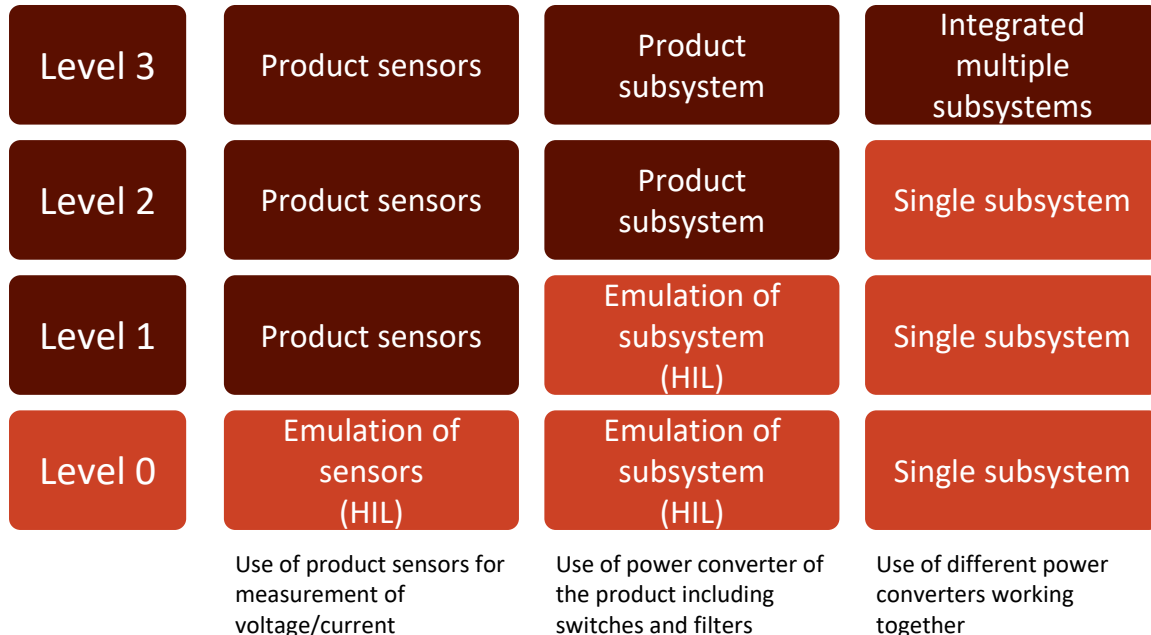 Level 3
Product sensors
Product
subsystem
Integrated
multiple
subsystems
Level 2
Product sensors
Product
subsystem
Single subsystem
Level 1
Product sensors
Emulation of
subsystem
(HIL)
Single subsystem
Level 0
Emulation of
sensors
(HIL)
Emulation of
subsystem
(HIL)
Single subsystem
Use of product sensors for
measurement of
voltage/current
Use of power converter of
the product including
switches and filters
Use of different power
converters working
together